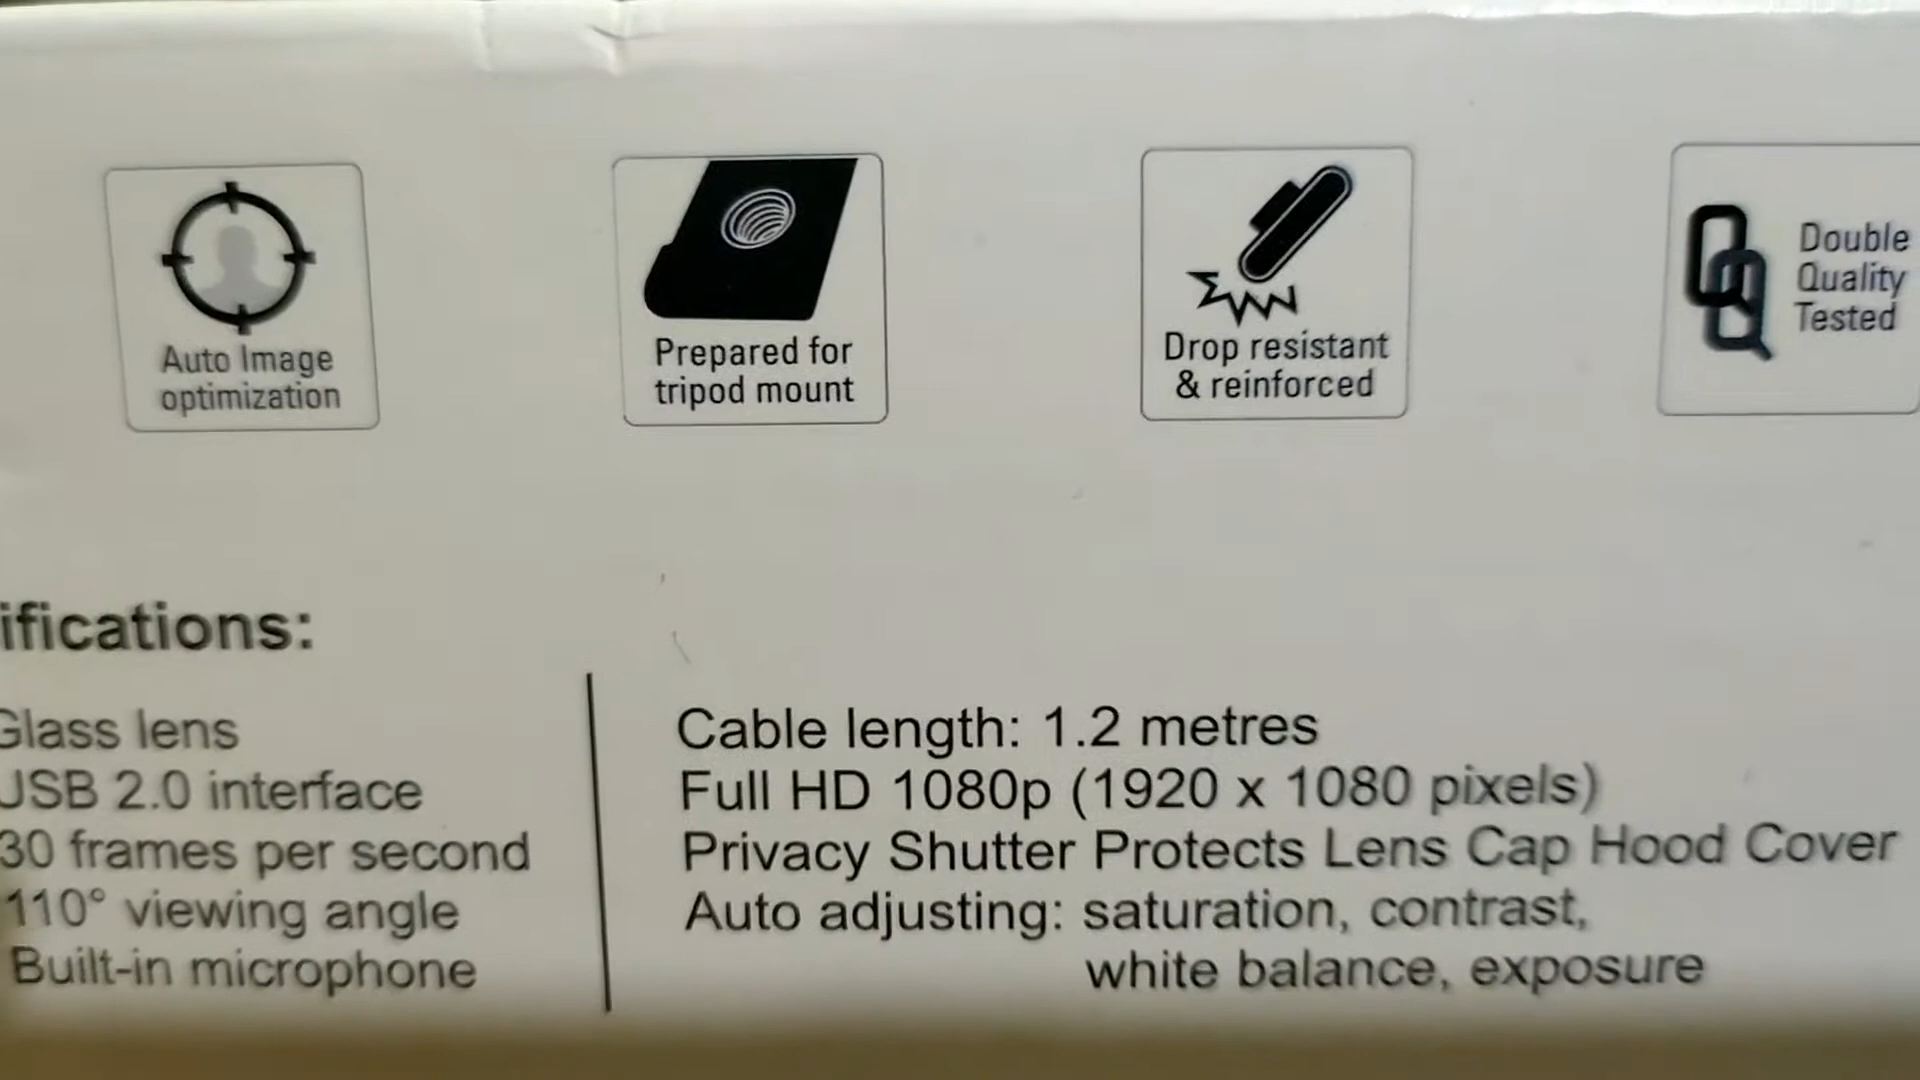 Auto Image
optimization
Prepared for
tripod mount
Drop resistant
& reinforced
Double
Quality
Tested
ifications:
Glass lens
USB 2.0 interface
30 frames per second
110° viewing angle
Built-in microphone
Cable length: 1.2 metres
Full HD 1080p (1920 x 1080 pixels)
Privacy Shutter Protects Lens Cap Hood Cover
Auto adjusting: saturation, contrast,
white balance, exposure